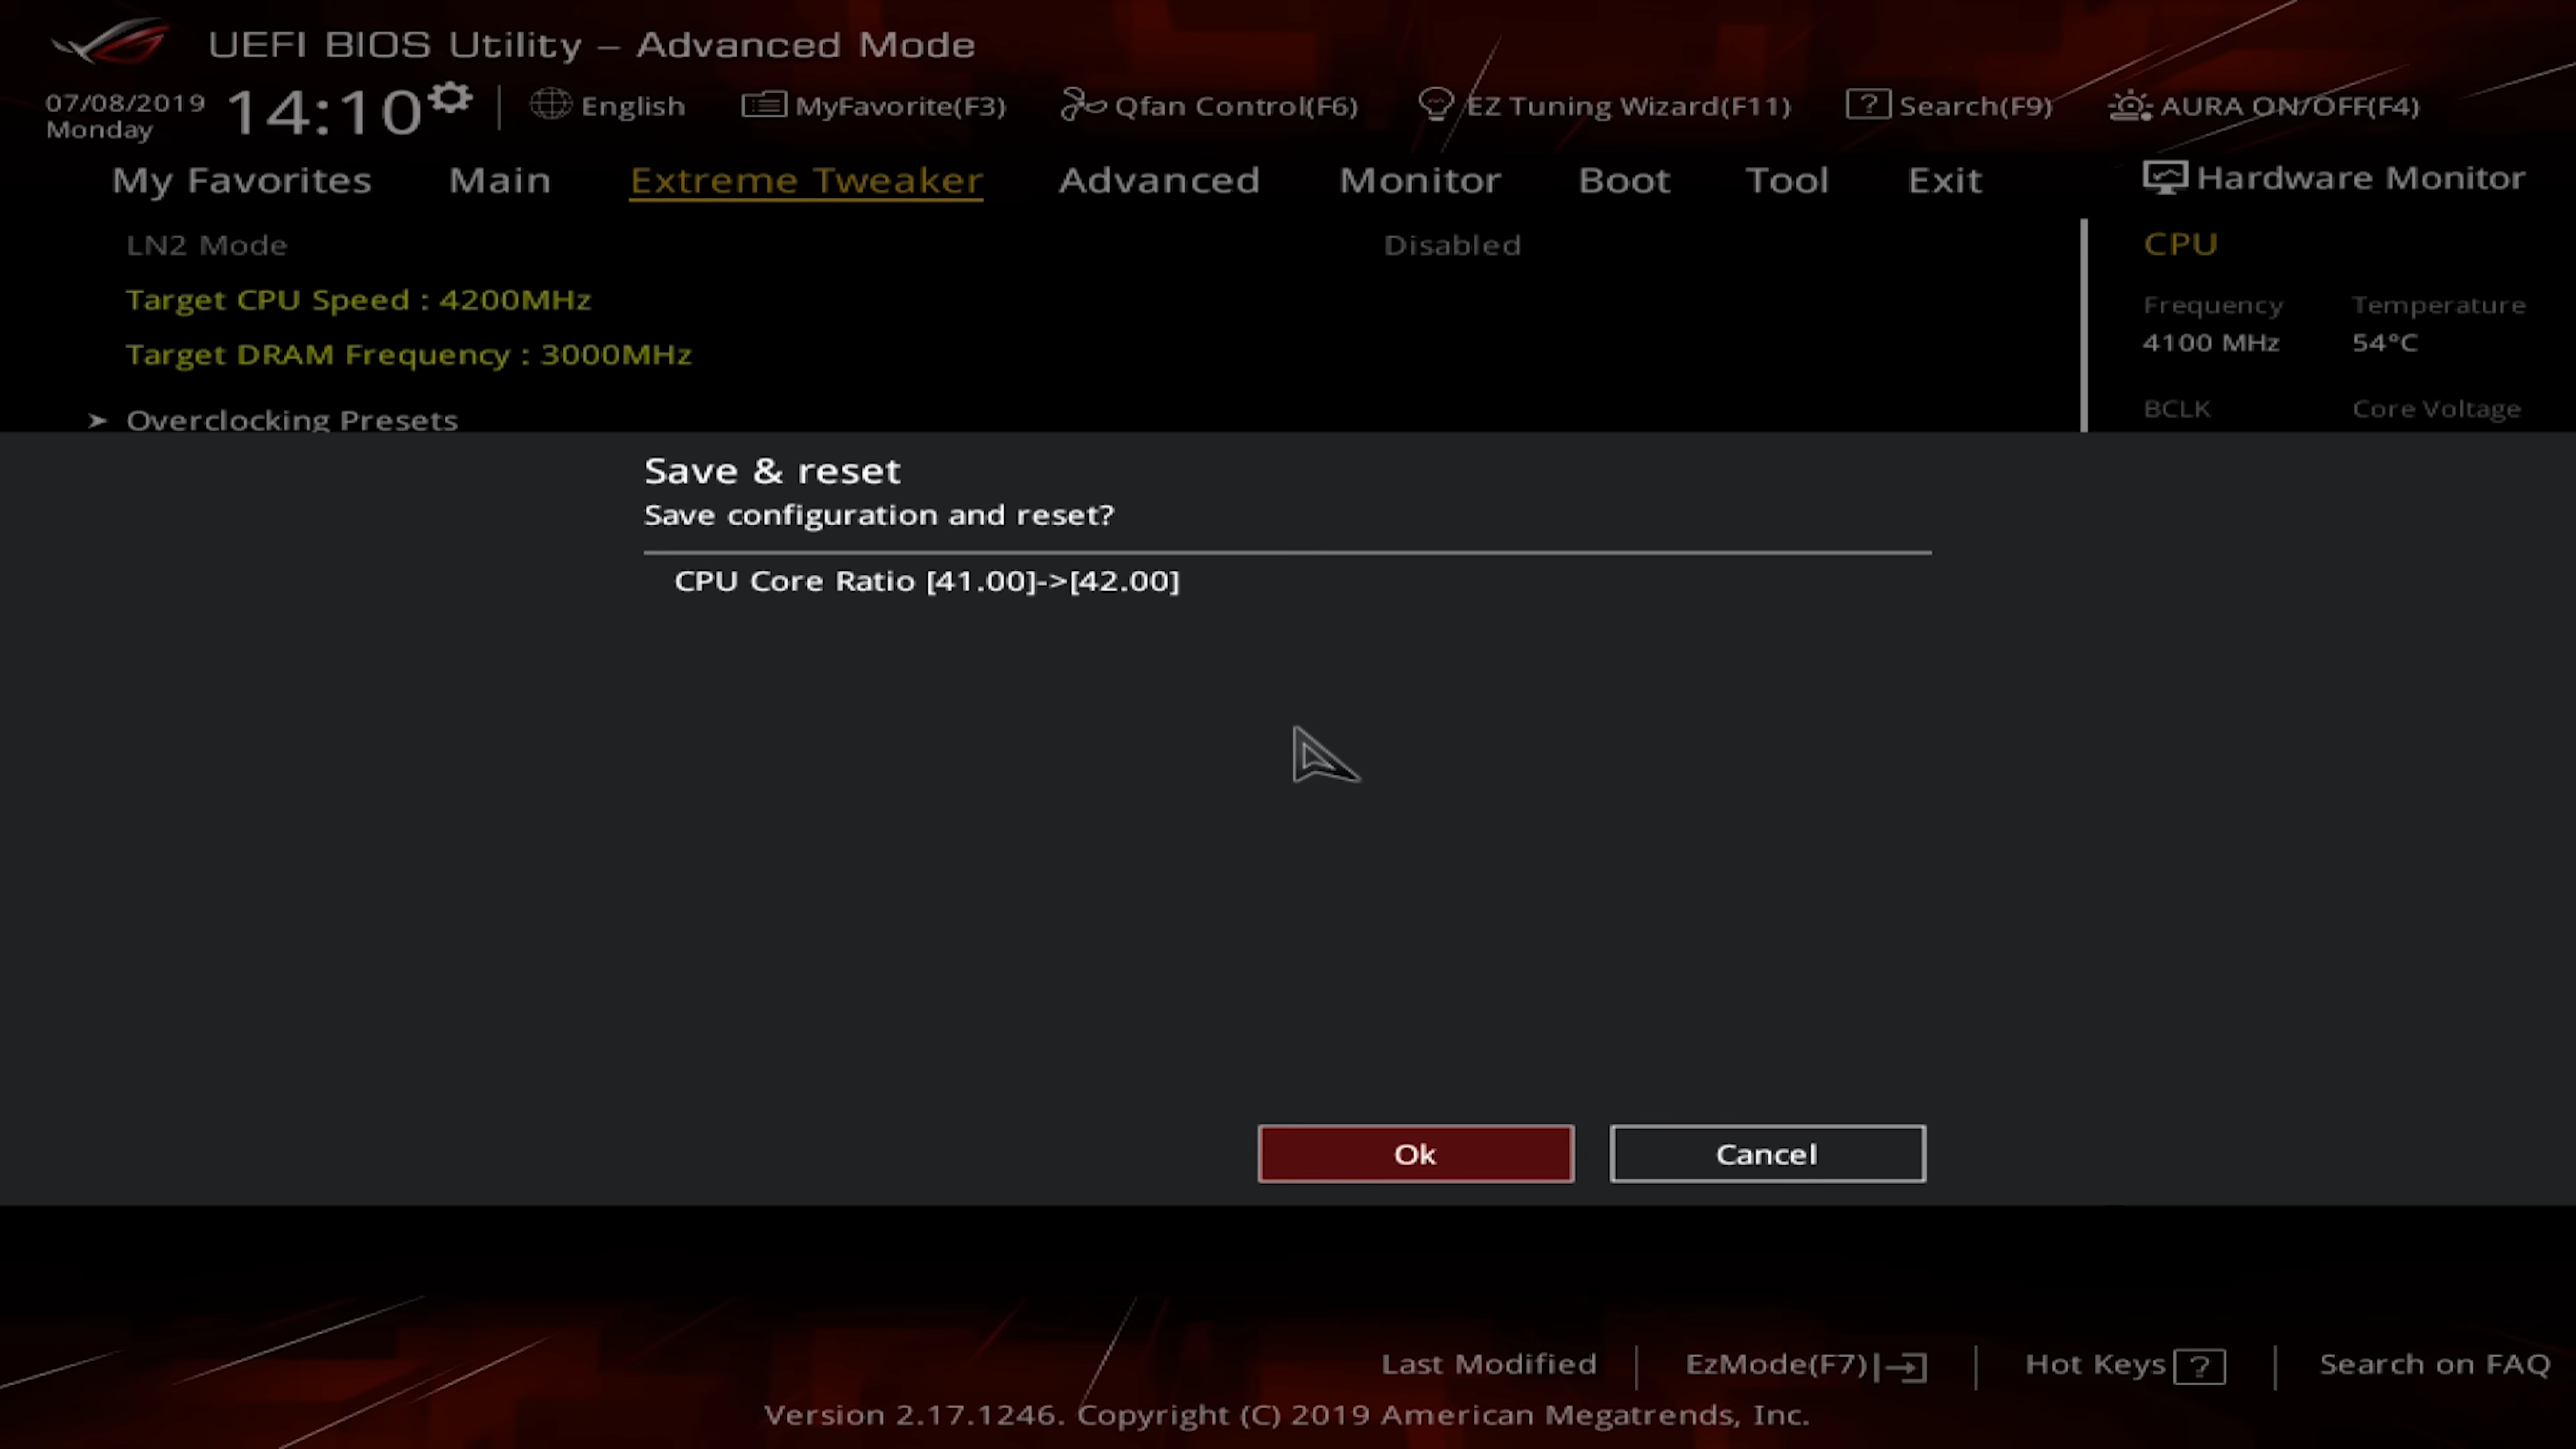 UEFI BIOS Utility – Advanced Mode
07/08/2019
Monday
14:10
English
MyFavorite(F3)
Qfan Control(F6)
EZ Tuning Wizard(F11)
? Search(F9)
AURA ON/OFF(F4)
My Favorites
Main
Extreme Tweaker
Advanced
Monitor
Boot
Tool
Exit
Hardware Monitor
LN2 Mode
Disabled
Target CPU Speed : 4200MHz
Target DRAM Frequency : 3000MHz
Overclocking Presets
CPU
Frequency
Temperature
4100 MHz
54°C
BCLK
Core Voltage
Save & reset
Save configuration and reset?
CPU Core Ratio [41.00]->[42.00]
Ok
Cancel
Last Modified
EzMode(F7)
Hot Keys ?
Search on FAQ
Version 2.17.1246. Copyright (C) 2019 American Megatrends, Inc.